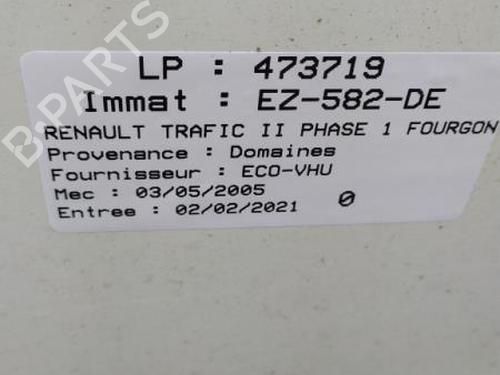 B-PARTS
LP : 473719
Immat : EZ-582-DE
RENAULT TRAFIC II PHASE 1 FOURGON
Provenance : Domaines
Fournisseur : ECO-VHU
Mec : 03/05/2005
Entree : 02/02/2021 0